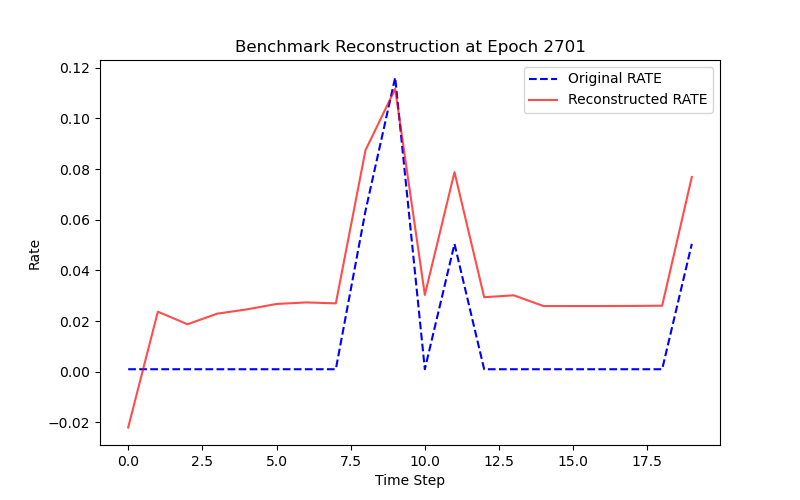 Benchmark Reconstruction at Epoch 2701
Original RATE
Reconstructed RATE
0.12
0.10
0.08
0.06
0.04
0.02
0.00
−0.02
Rate
0.0 2.5 5.0 7.5 10.0 12.5 15.0 17.5
Time Step